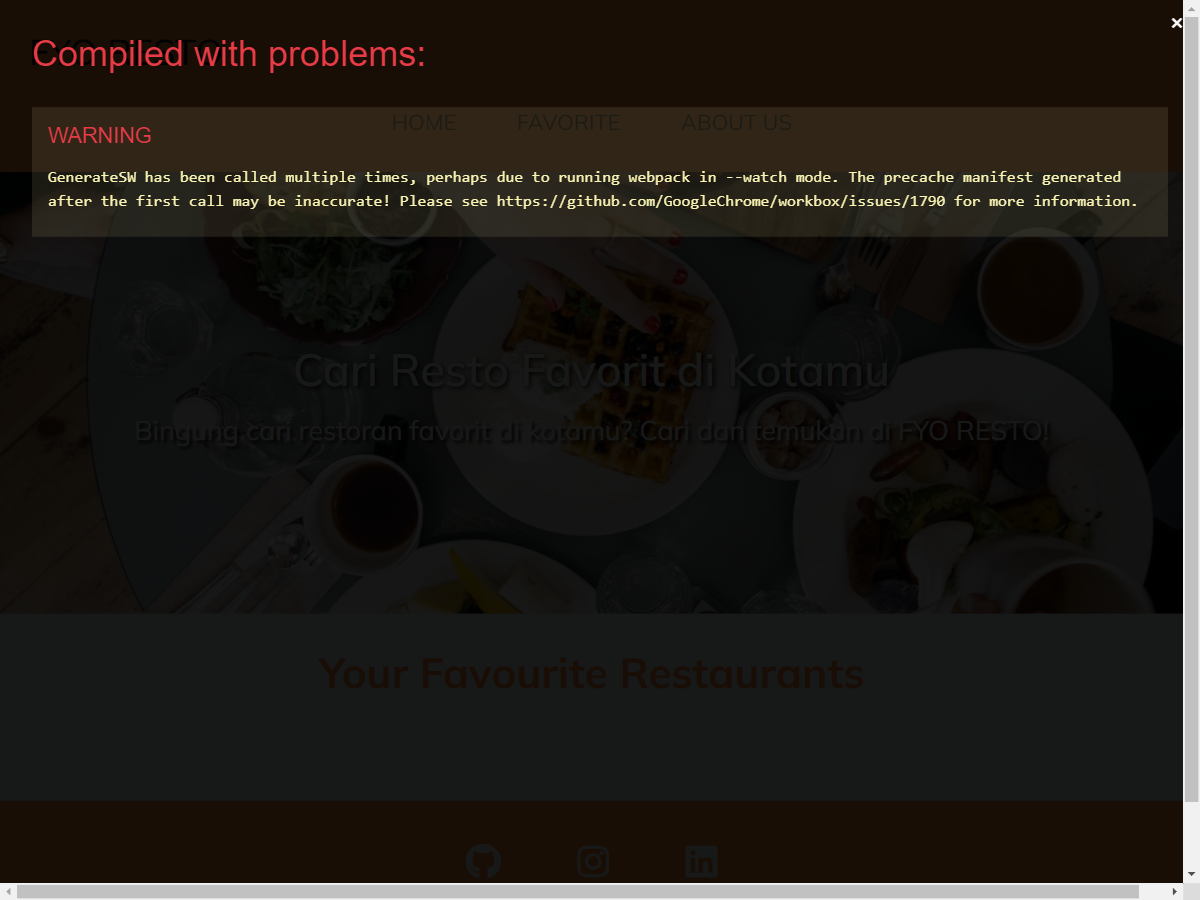 Compiled with problems:
HOME FAVORITE ABOUT US
WARNING
GenerateSW has been called multiple times, perhaps due to running webpack in --watch mode. The precache manifest generated
after the first call may be inaccurate! Please see https://github.com/GoogleChrome/workbox/issues/1790 for more information.
Cari Resto Favorit di Kotamu
Bingung cari restoran favorit di kotamu? Cari dan temukan di FYO RESTO!
Your Favourite Restaurants